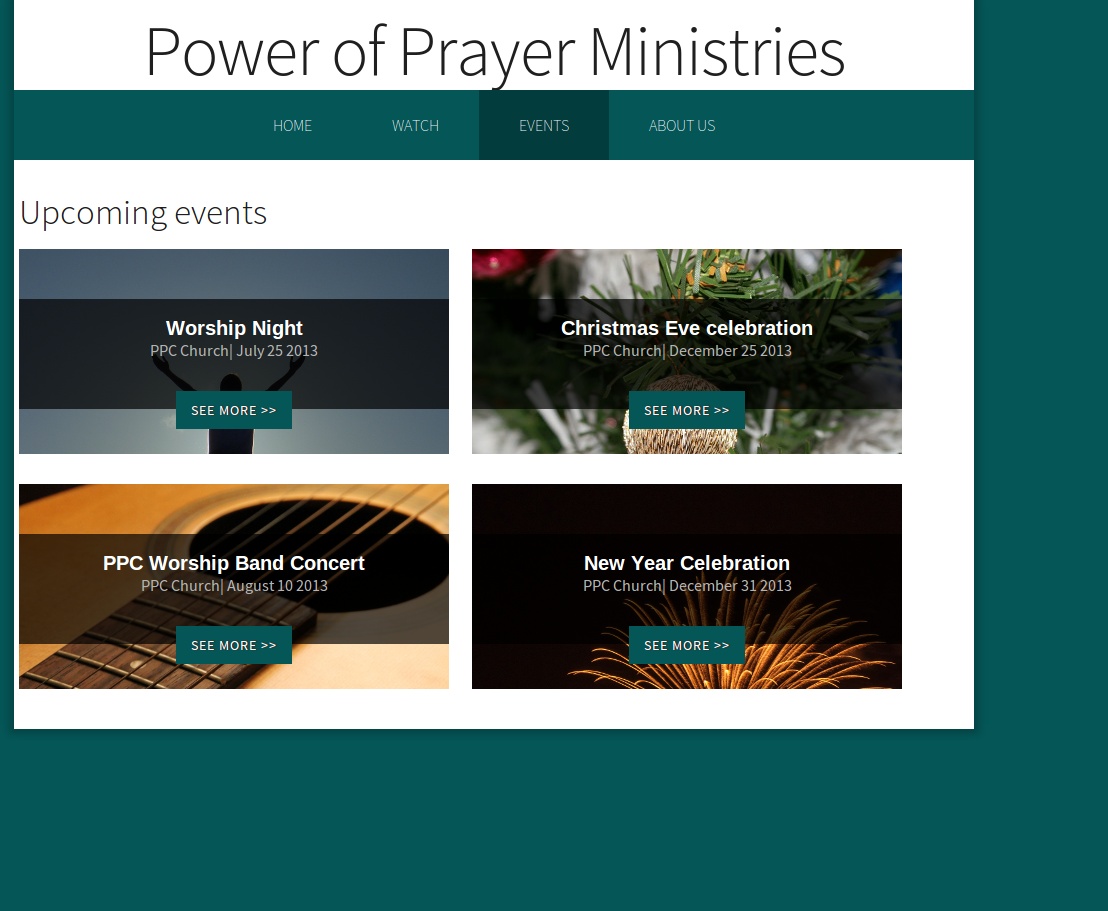 Power of Prayer Ministries
HOME
WATCH
EVENTS
ABOUT US
Upcoming events
Worship Night
PPC Church| July 25 2013
SEE MORE >>
Christmas Eve celebration
PPC Church| December 25 2013
SEE MORE >>
PPC Worship Band Concert
PPC Church| August 10 2013
SEE MORE >>
New Year Celebration
PPC Church| December 31 2013
SEE MORE >>